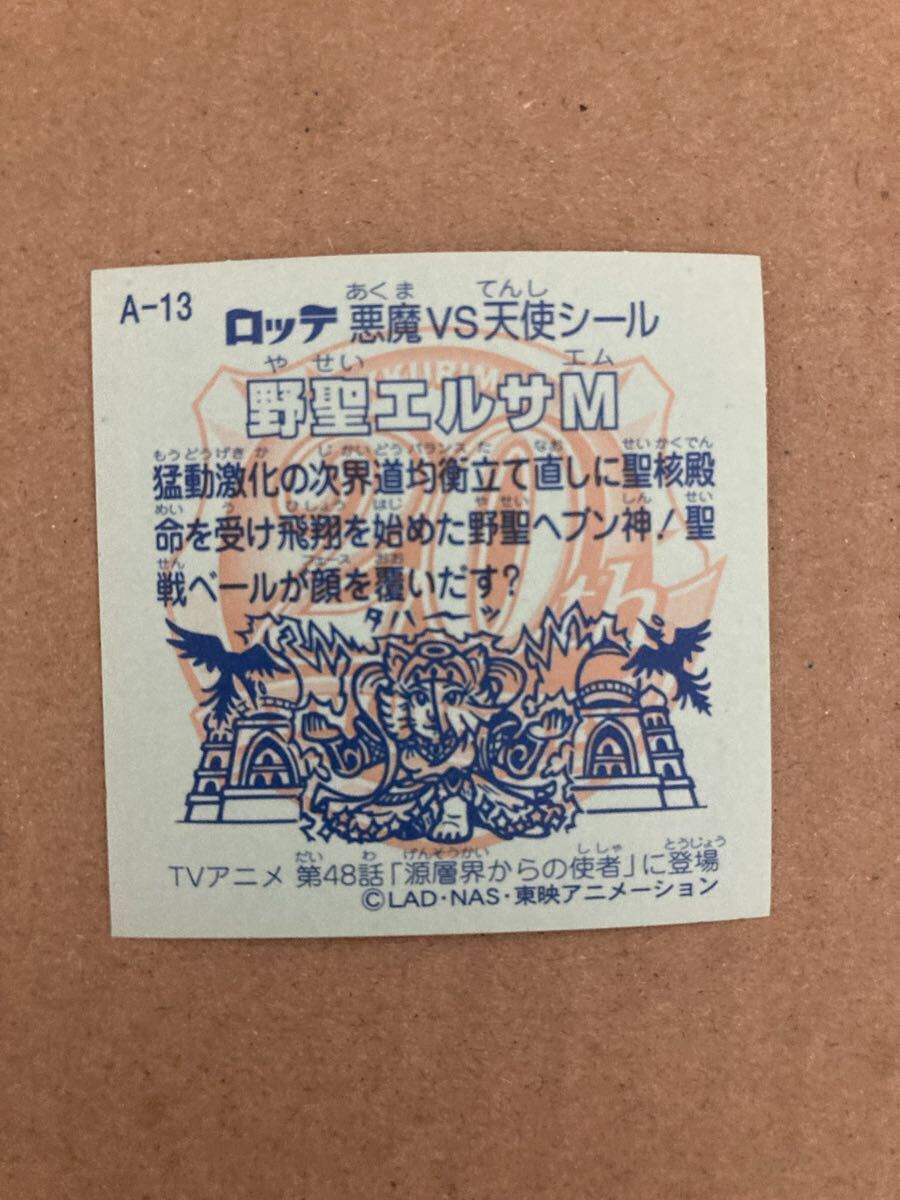 A-13
ロッテ 悪魔VS天使シール
あくま てんし
野聖エルサM
や せい エム
猛動激化の次界道均衡立て直しに聖核殿
もうどうげきか じかいどう バランス た なお せいかくでん
命を受け飛翔を始めた野聖ヘブン神!聖
めい う ひしょう はじ やせい しん せい
戦ベールが顔を覆いだす?
せん フェース おお
タハーッ
20th
TVアニメ 第48話「源層界からの使者」に登場
だい わ げんそうかい ししゃ とうじょう
©LAD・NAS・東映アニメーション